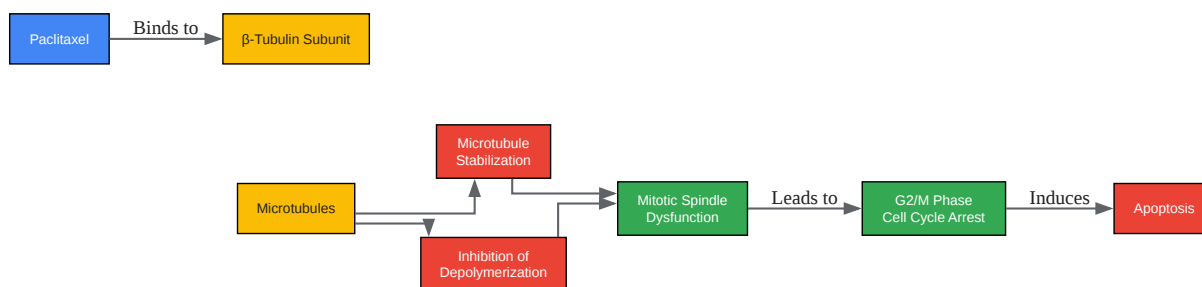 Paclitaxel
Binds to
β-Tubulin Subunit
Microtubule
Stabilization
Microtubules
Inhibition of
Depolymerization
Mitotic Spindle
Dysfunction
Leads to
G2/M Phase
Cell Cycle Arrest
Induces
Apoptosis